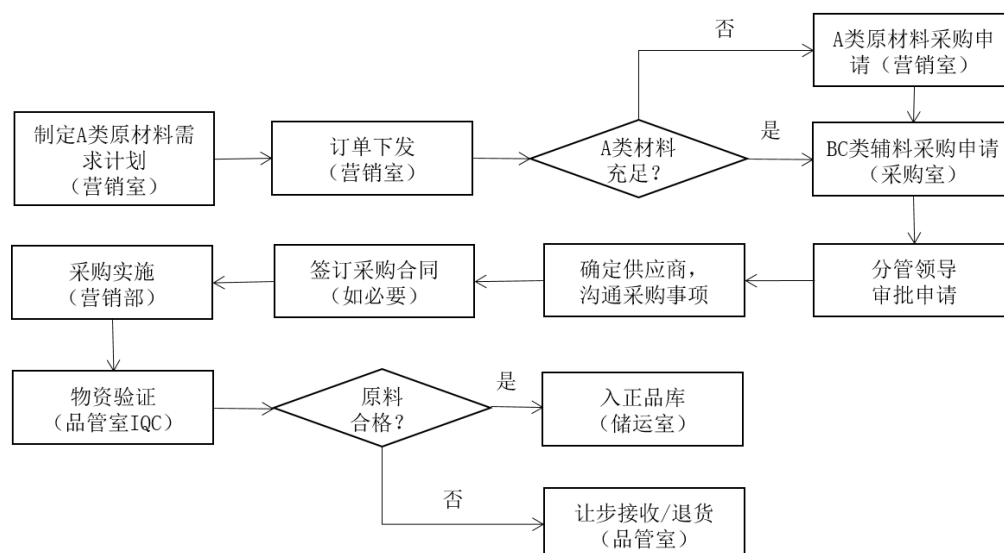 制定A类原材料需
求计划
（营销室）
订单下发
（营销室）
A类材料
充足？
否
是
A类原材料采购申
请（营销室）
BC类辅料采购申请
（采购室）
分管领导
审批申请
确定供应商，
沟通采购事项
签订采购合同
（如必要）
采购实施
（营销部）
物资验证
（品管室IQC）
原料
合格？
是
入正品库
（储运室）
否
让步接收/退货
（品管室）